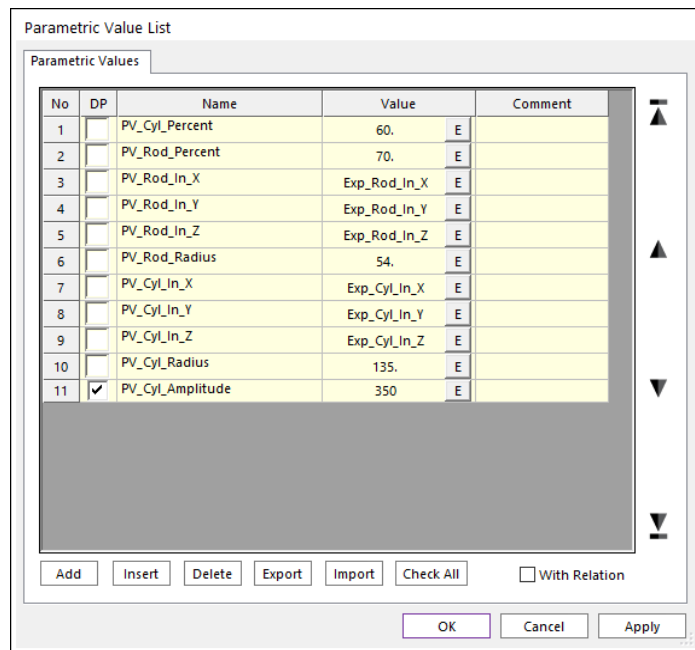 Parametric Value List
Parametric Values
No DP Name Value Comment
1 PV_Cyl_Percent 60. E
2 PV_Rod_Percent 70. E
3 PV_Rod_In_X Exp_Rod_In_X E
4 PV_Rod_In_Y Exp_Rod_In_Y E
5 PV_Rod_In_Z Exp_Rod_In_Z E
6 PV_Rod_Radius 54. E
7 PV_Cyl_In_X Exp_Cyl_In_X E
8 PV_Cyl_In_Y Exp_Cyl_In_Y E
9 PV_Cyl_In_Z Exp_Cyl_In_Z E
10 PV_Cyl_Radius 135. E
11 PV_Cyl_Amplitude 350 E
Add Insert Delete Export Import Check All With Relation
OK Cancel Apply